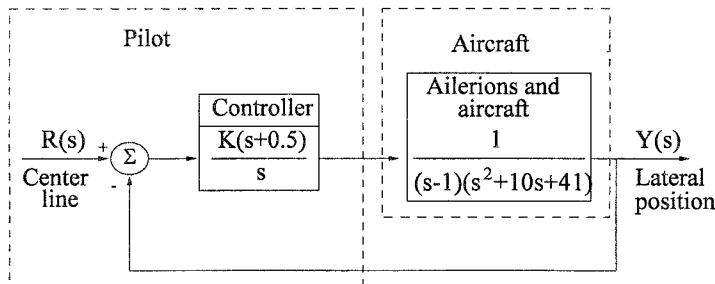 Pilot
Aircraft
Controller
K(s+0.5)
s
Ailerions and
aircraft
1
(s-1)(s²+10s+41)
R(s)
+
Σ
-
Center
line
Y(s)
Lateral
position